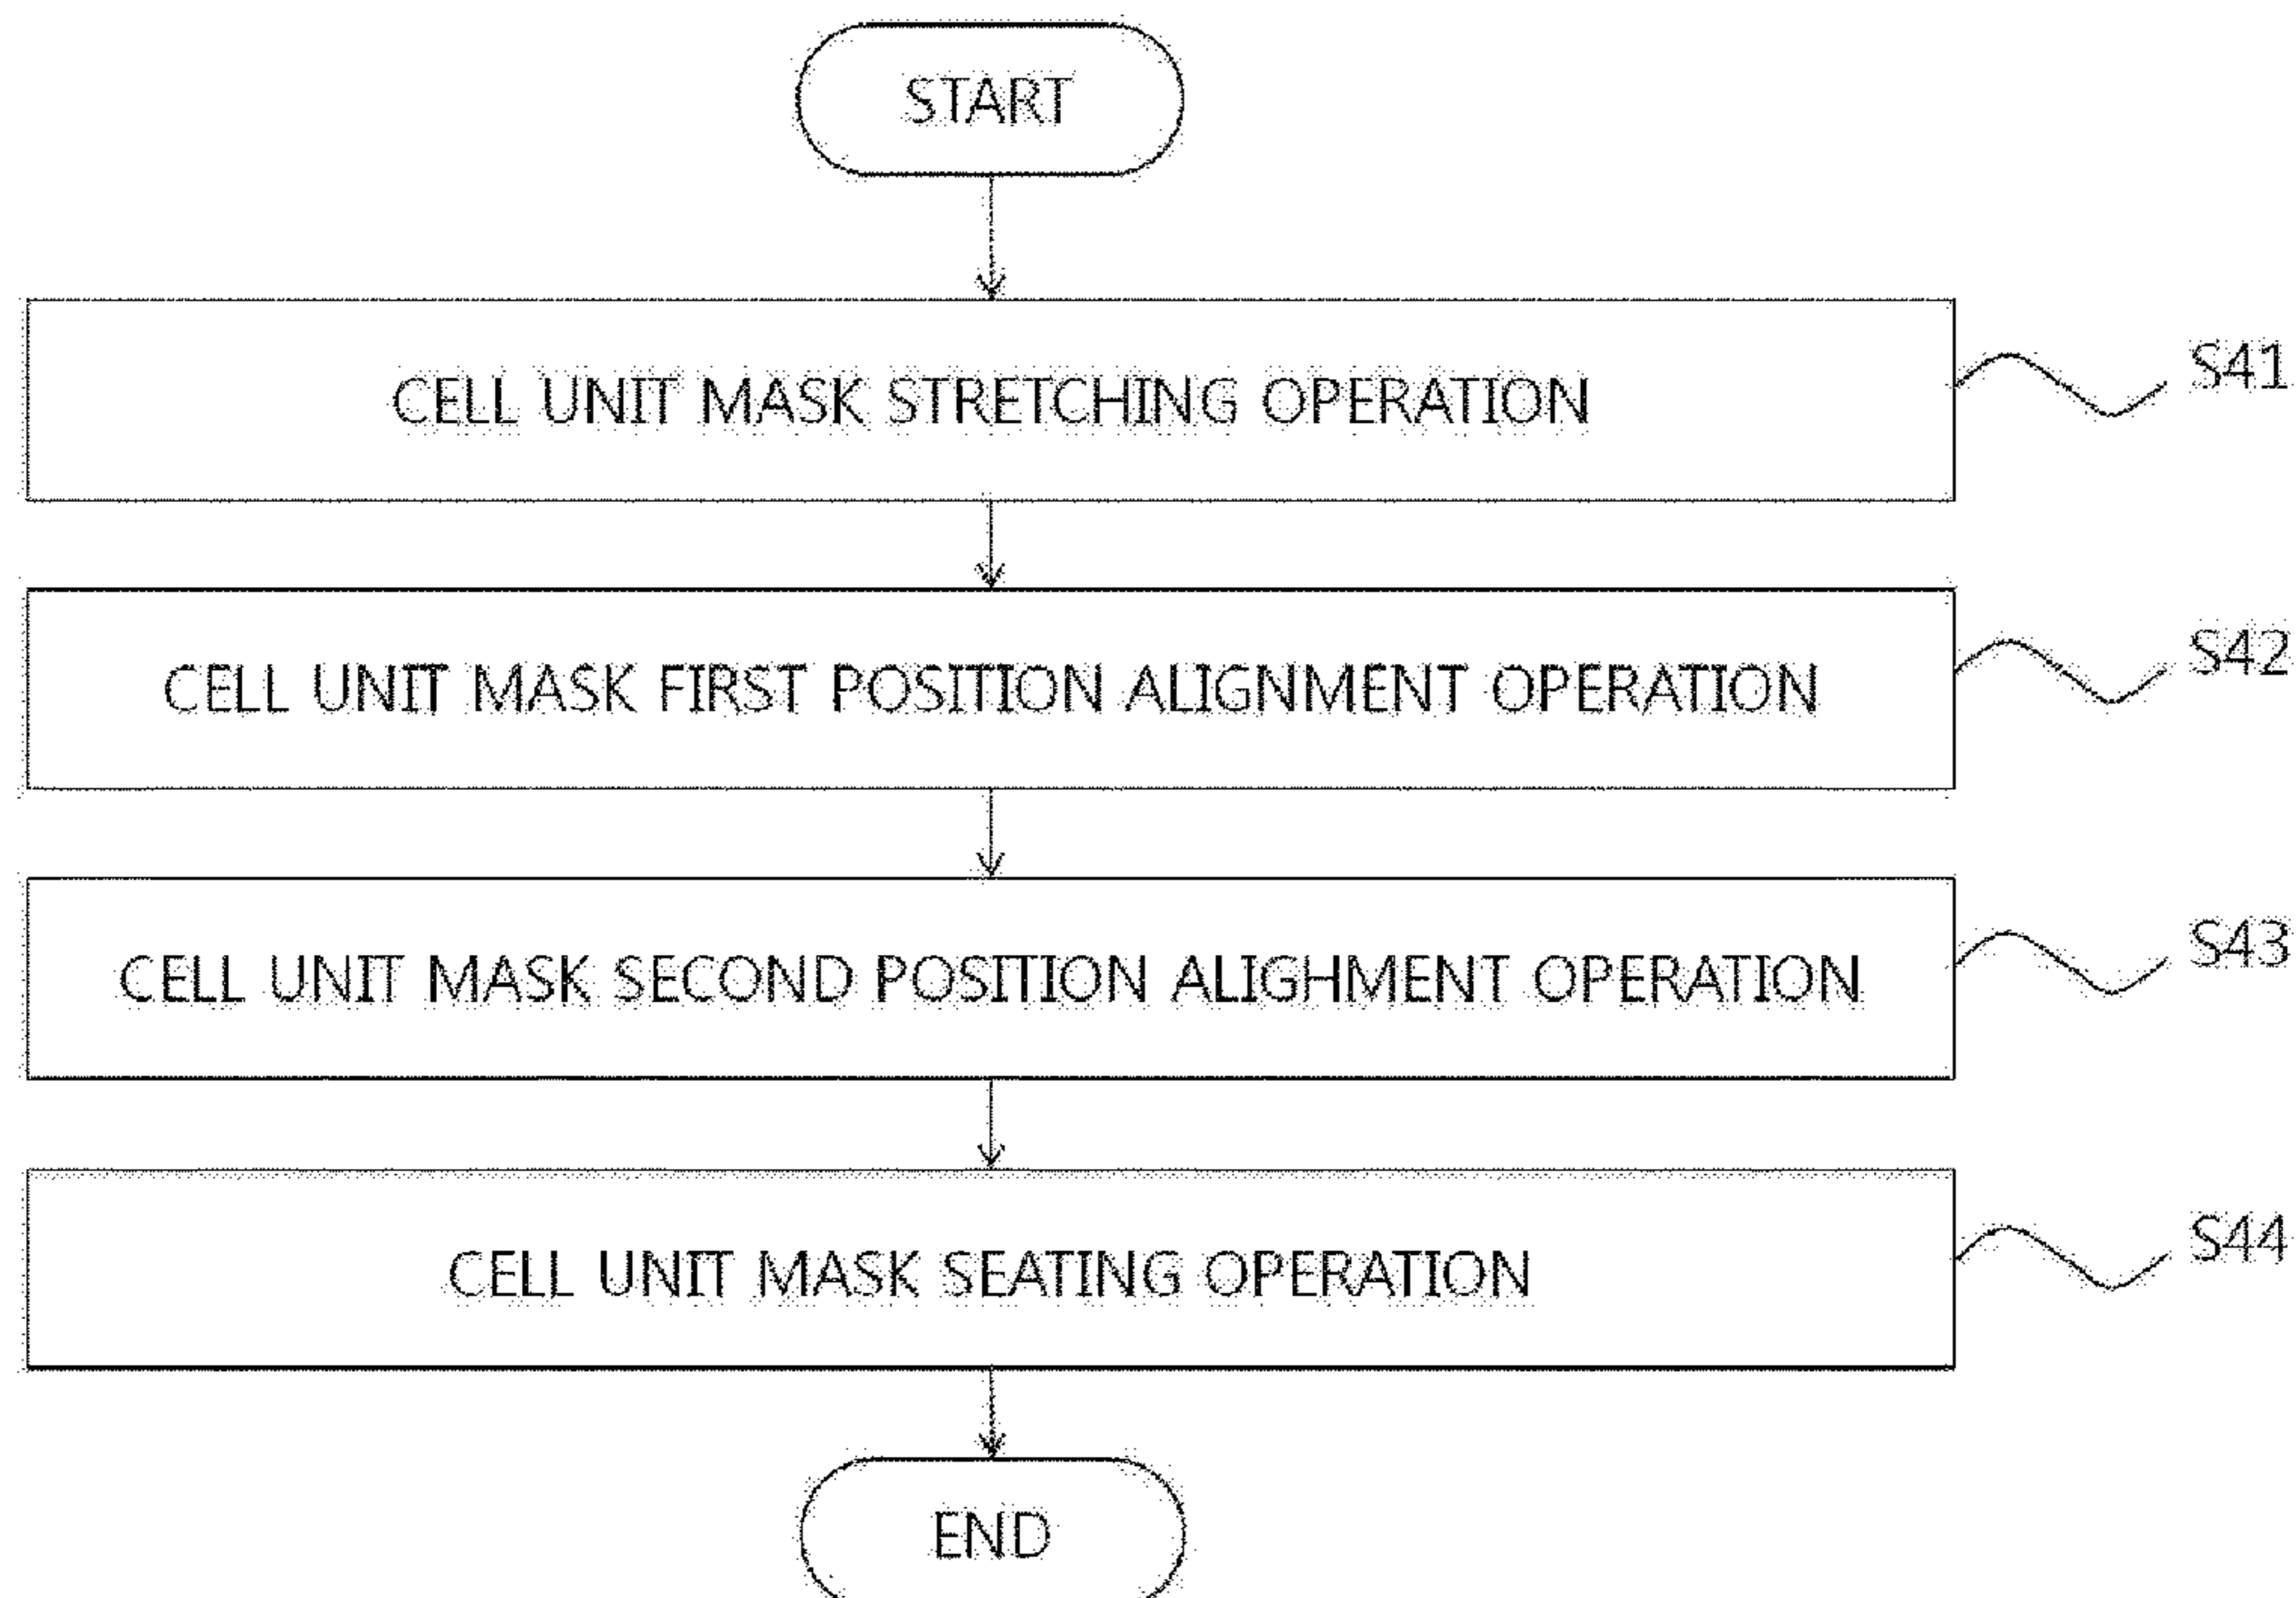 START
CELL UNIT MASK STRETCHING OPERATION
S41
CELL UNIT MASK FIRST POSITION ALIGNMENT OPERATION
S42
CELL UNIT MASK SECOND POSITION ALIGHMENT OPERATION
S43
CELL UNIT MASK SEATING OPERATION
S44
END